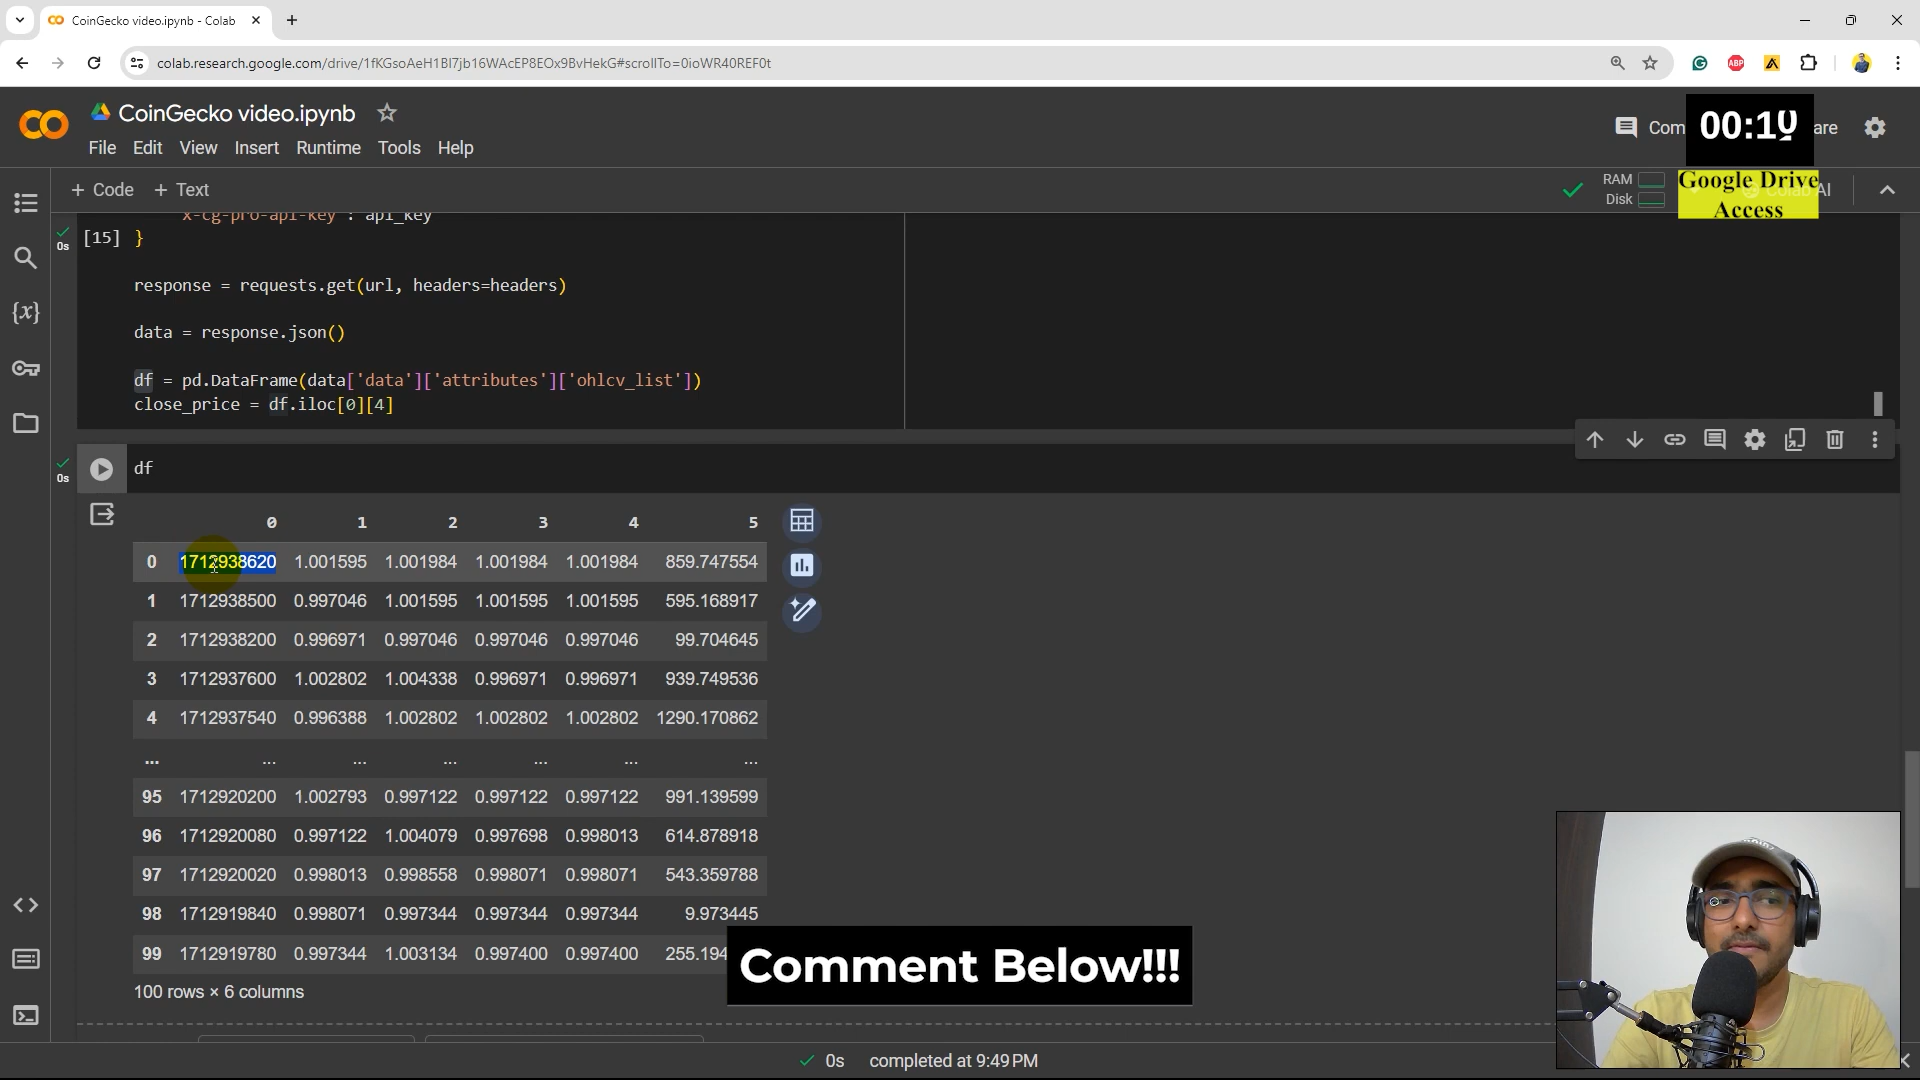 CoinGecko video.ipynb - Colab
colab.research.google.com/drive/1fKGsoAeH1BI7jb16WAcEP8EOx9BvHekG#scrollTo=0ioWR40REF0t
ABP
CoinGecko video.ipynb
File Edit View Insert Runtime Tools Help
Com
00:10
are
+ Code + Text
RAM
Disk
Google Drive
Access
Colab AI
x-cg-pro-api-key : api_key
0s [15] }
response = requests.get(url, headers=headers)
data = response.json()
df = pd.DataFrame(data['data']['attributes']['ohlcv_list'])
close_price = df.iloc[0][4]
0s df
0 1 2 3 4 5
0 1712938620 1.001595 1.001984 1.001984 1.001984 859.747554
1 1712938500 0.997046 1.001595 1.001595 1.001595 595.168917
2 1712938200 0.996971 0.997046 0.997046 0.997046 99.704645
3 1712937600 1.002802 1.004338 0.996971 0.996971 939.749536
4 1712937540 0.996388 1.002802 1.002802 1.002802 1290.170862
... ... ... ... ... ... ...
95 1712920200 1.002793 0.997122 0.997122 0.997122 991.139599
96 1712920080 0.997122 1.004079 0.997698 0.998013 614.878918
97 1712920020 0.998013 0.998558 0.998071 0.998071 543.359788
98 1712919840 0.998071 0.997344 0.997344 0.997344 9.973445
99 1712919780 0.997344 1.003134 0.997400 0.997400 255.194
Comment Below!!!
100 rows × 6 columns
0s completed at 9:49 PM